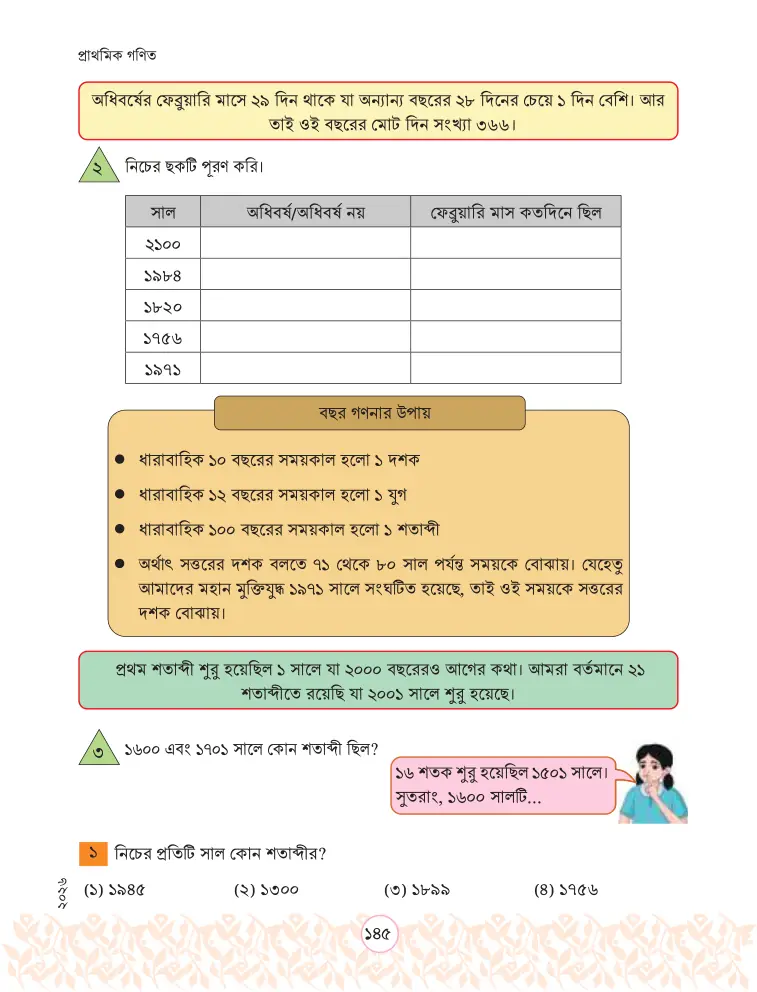 প্রাথমিক গণিত
অধিবর্ষের ফেব্রুয়ারি মাসে ২৯ দিন থাকে যা অন্যান্য বছরের ২৮ দিনের চেয়ে ১ দিন বেশি। আর
তাই ওই বছরের মোট দিন সংখ্যা ৩৬৬।
২ নিচের ছকটি পূরণ করি।
সাল অধিবর্ষ/অধিবর্ষ নয় ফেব্রুয়ারি মাস কতদিনে ছিল
২১০০
১৯৮৪
১৮২০
১৭৫৬
১৯৭১
বছর গণনার উপায়
● ধারাবাহিক ১০ বছরের সময়কাল হলো ১ দশক
● ধারাবাহিক ১২ বছরের সময়কাল হলো ১ যুগ
● ধারাবাহিক ১০০ বছরের সময়কাল হলো ১ শতাব্দী
● অর্থাৎ সত্তরের দশক বলতে ৭১ থেকে ৮০ সাল পর্যন্ত সময়কে বোঝায়। যেহেতু
আমাদের মহান মুক্তিযুদ্ধ ১৯৭১ সালে সংঘটিত হয়েছে, তাই ওই সময়কে সত্তরের
দশক বোঝায়।
প্রথম শতাব্দী শুরু হয়েছিল ১ সালে যা ২০০০ বছরেরও আগের কথা। আমরা বর্তমানে ২১
শতাব্দীতে রয়েছি যা ২০০১ সালে শুরু হয়েছে।
৩ ১৬০০ এবং ১৭০১ সালে কোন শতাব্দী ছিল?
১৬ শতক শুরু হয়েছিল ১৫০১ সালে।
সুতরাং, ১৬০০ সালটি...
১ নিচের প্রতিটি সাল কোন শতাব্দীর?
(১) ১৯৪৫ (২) ১৩০০ (৩) ১৮৯৯ (৪) ১৭৫৬
২০২৬
১৪৫